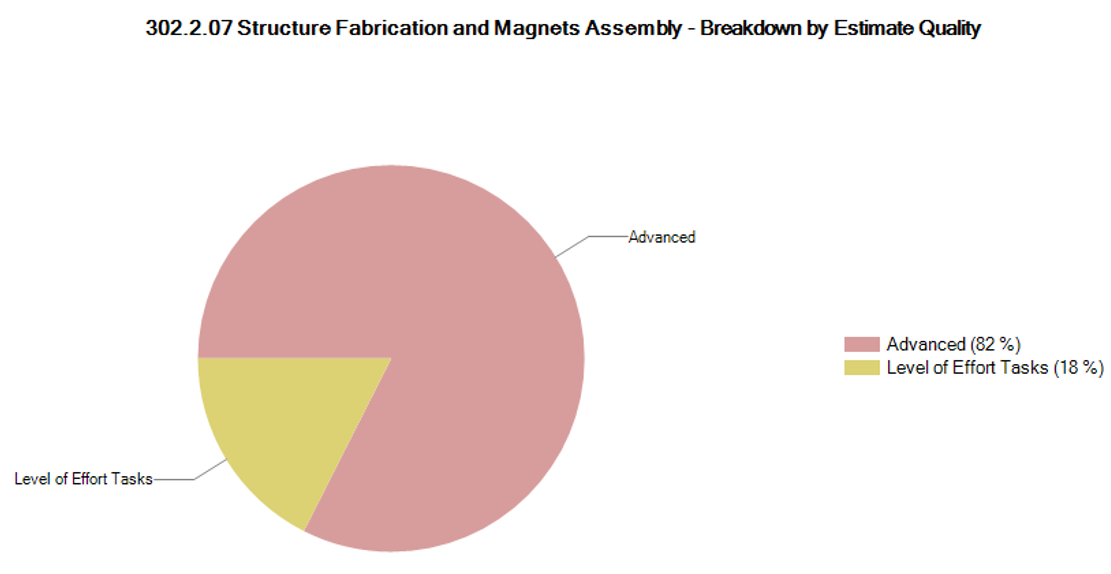 302.2.07 Structure Fabrication and Magnets Assembly - Breakdown by Estimate Quality
Advanced
Advanced (82 %)
Level of Effort Tasks (18 %)
Level of Effort Tasks